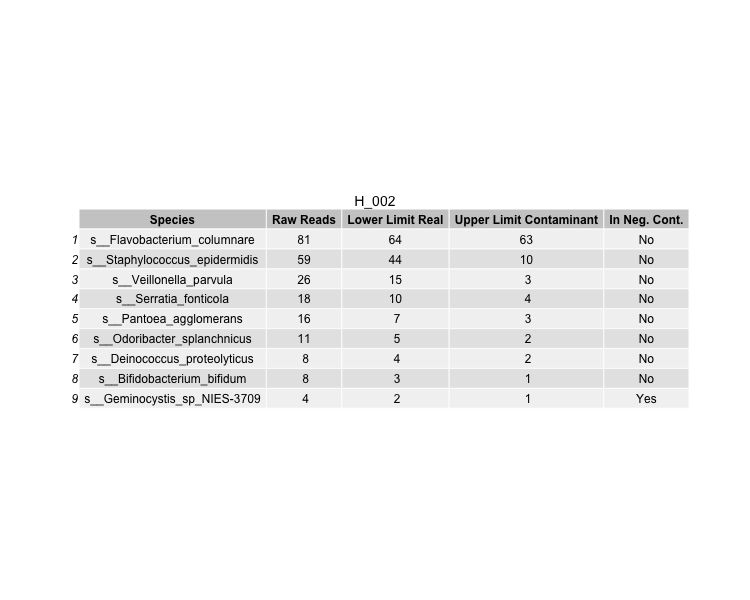 H_002
Species Raw Reads Lower Limit Real Upper Limit Contaminant In Neg. Cont.
1 s__Flavobacterium_columnare 81 64 63 No
2 s__Staphylococcus_epidermidis 59 44 10 No
3 s__Veillonella_parvula 26 15 3 No
4 s__Serratia_fonticola 18 10 4 No
5 s__Pantoea_agglomerans 16 7 3 No
6 s__Odoribacter_splanchnicus 11 5 2 No
7 s__Deinococcus_proteolyticus 8 4 2 No
8 s__Bifidobacterium_bifidum 8 3 1 No
9 s__Geminocystis_sp_NIES-3709 4 2 1 Yes